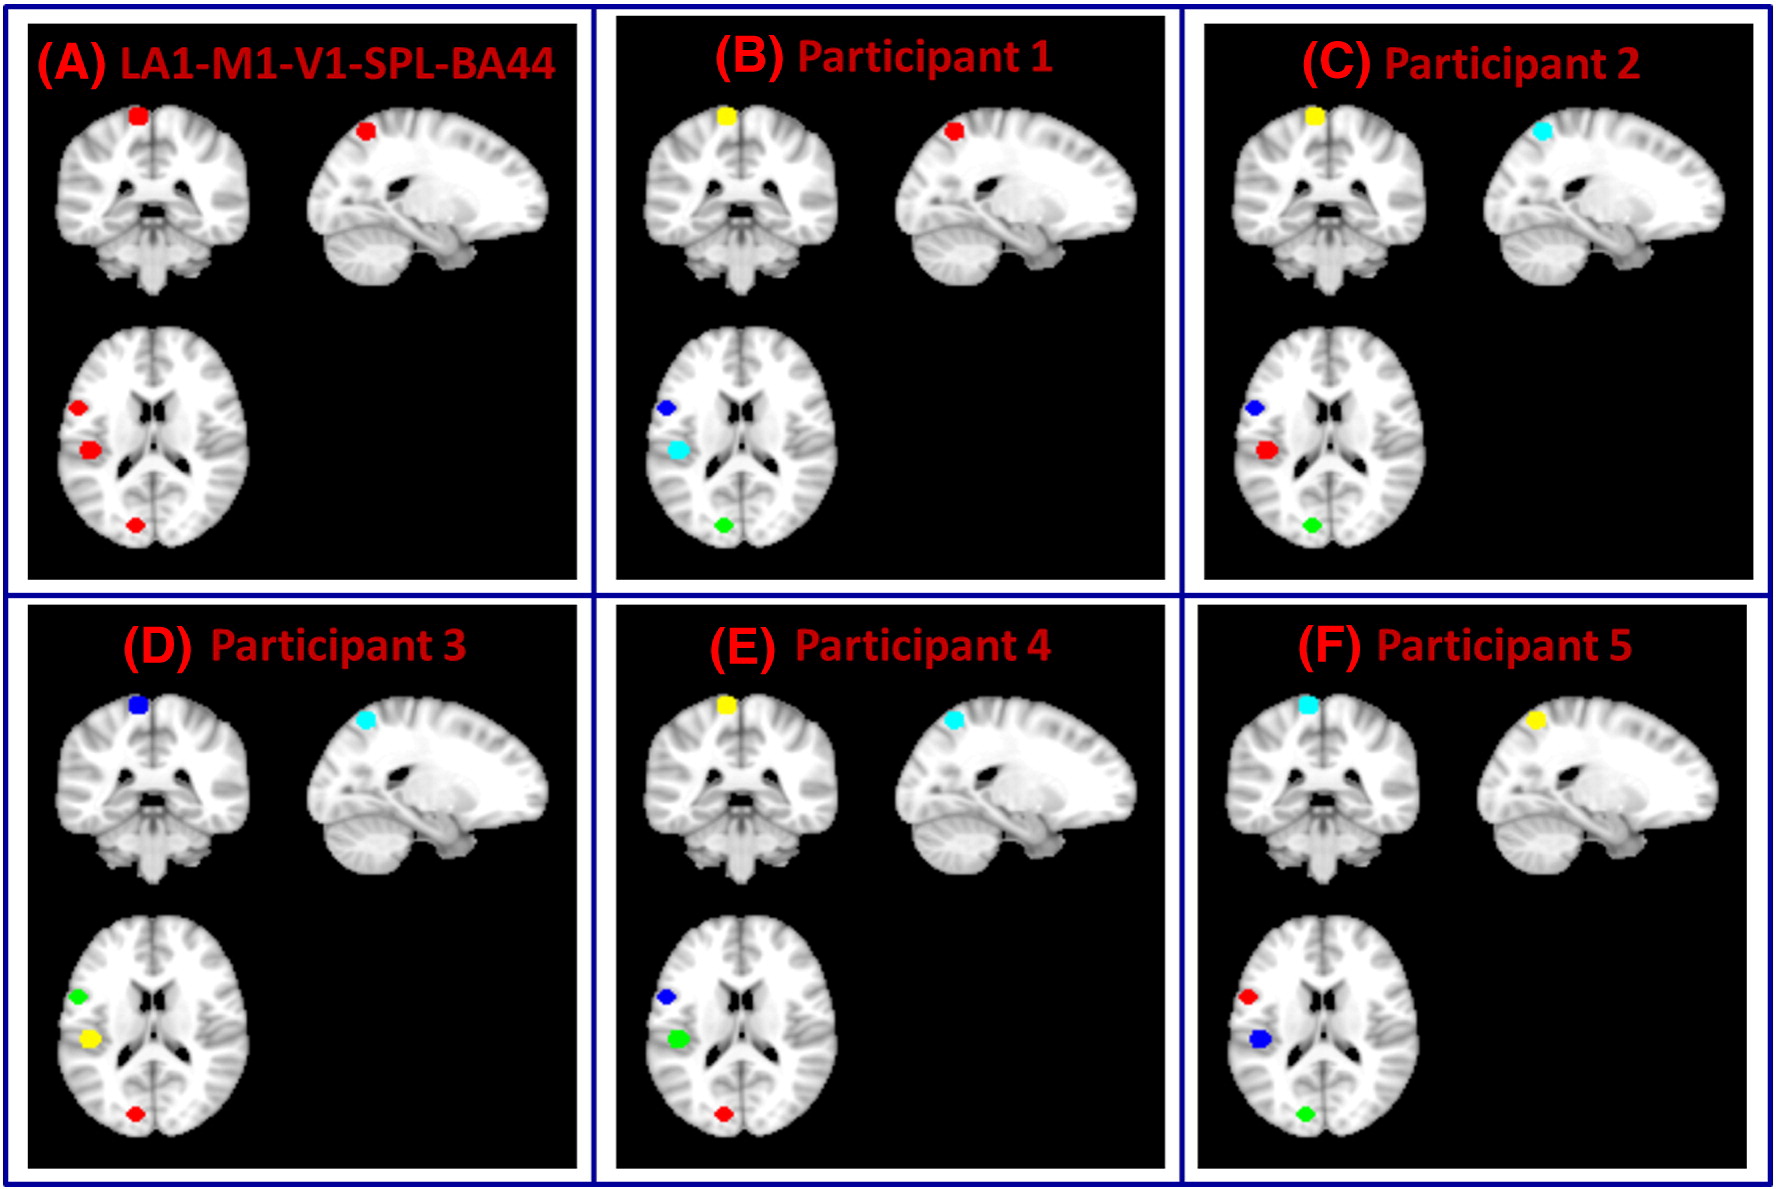 (A) LA1-M1-V1-SPL-BA44
(B) Participant 1
(C) Participant 2
(D) Participant 3
(E) Participant 4
(F) Participant 5